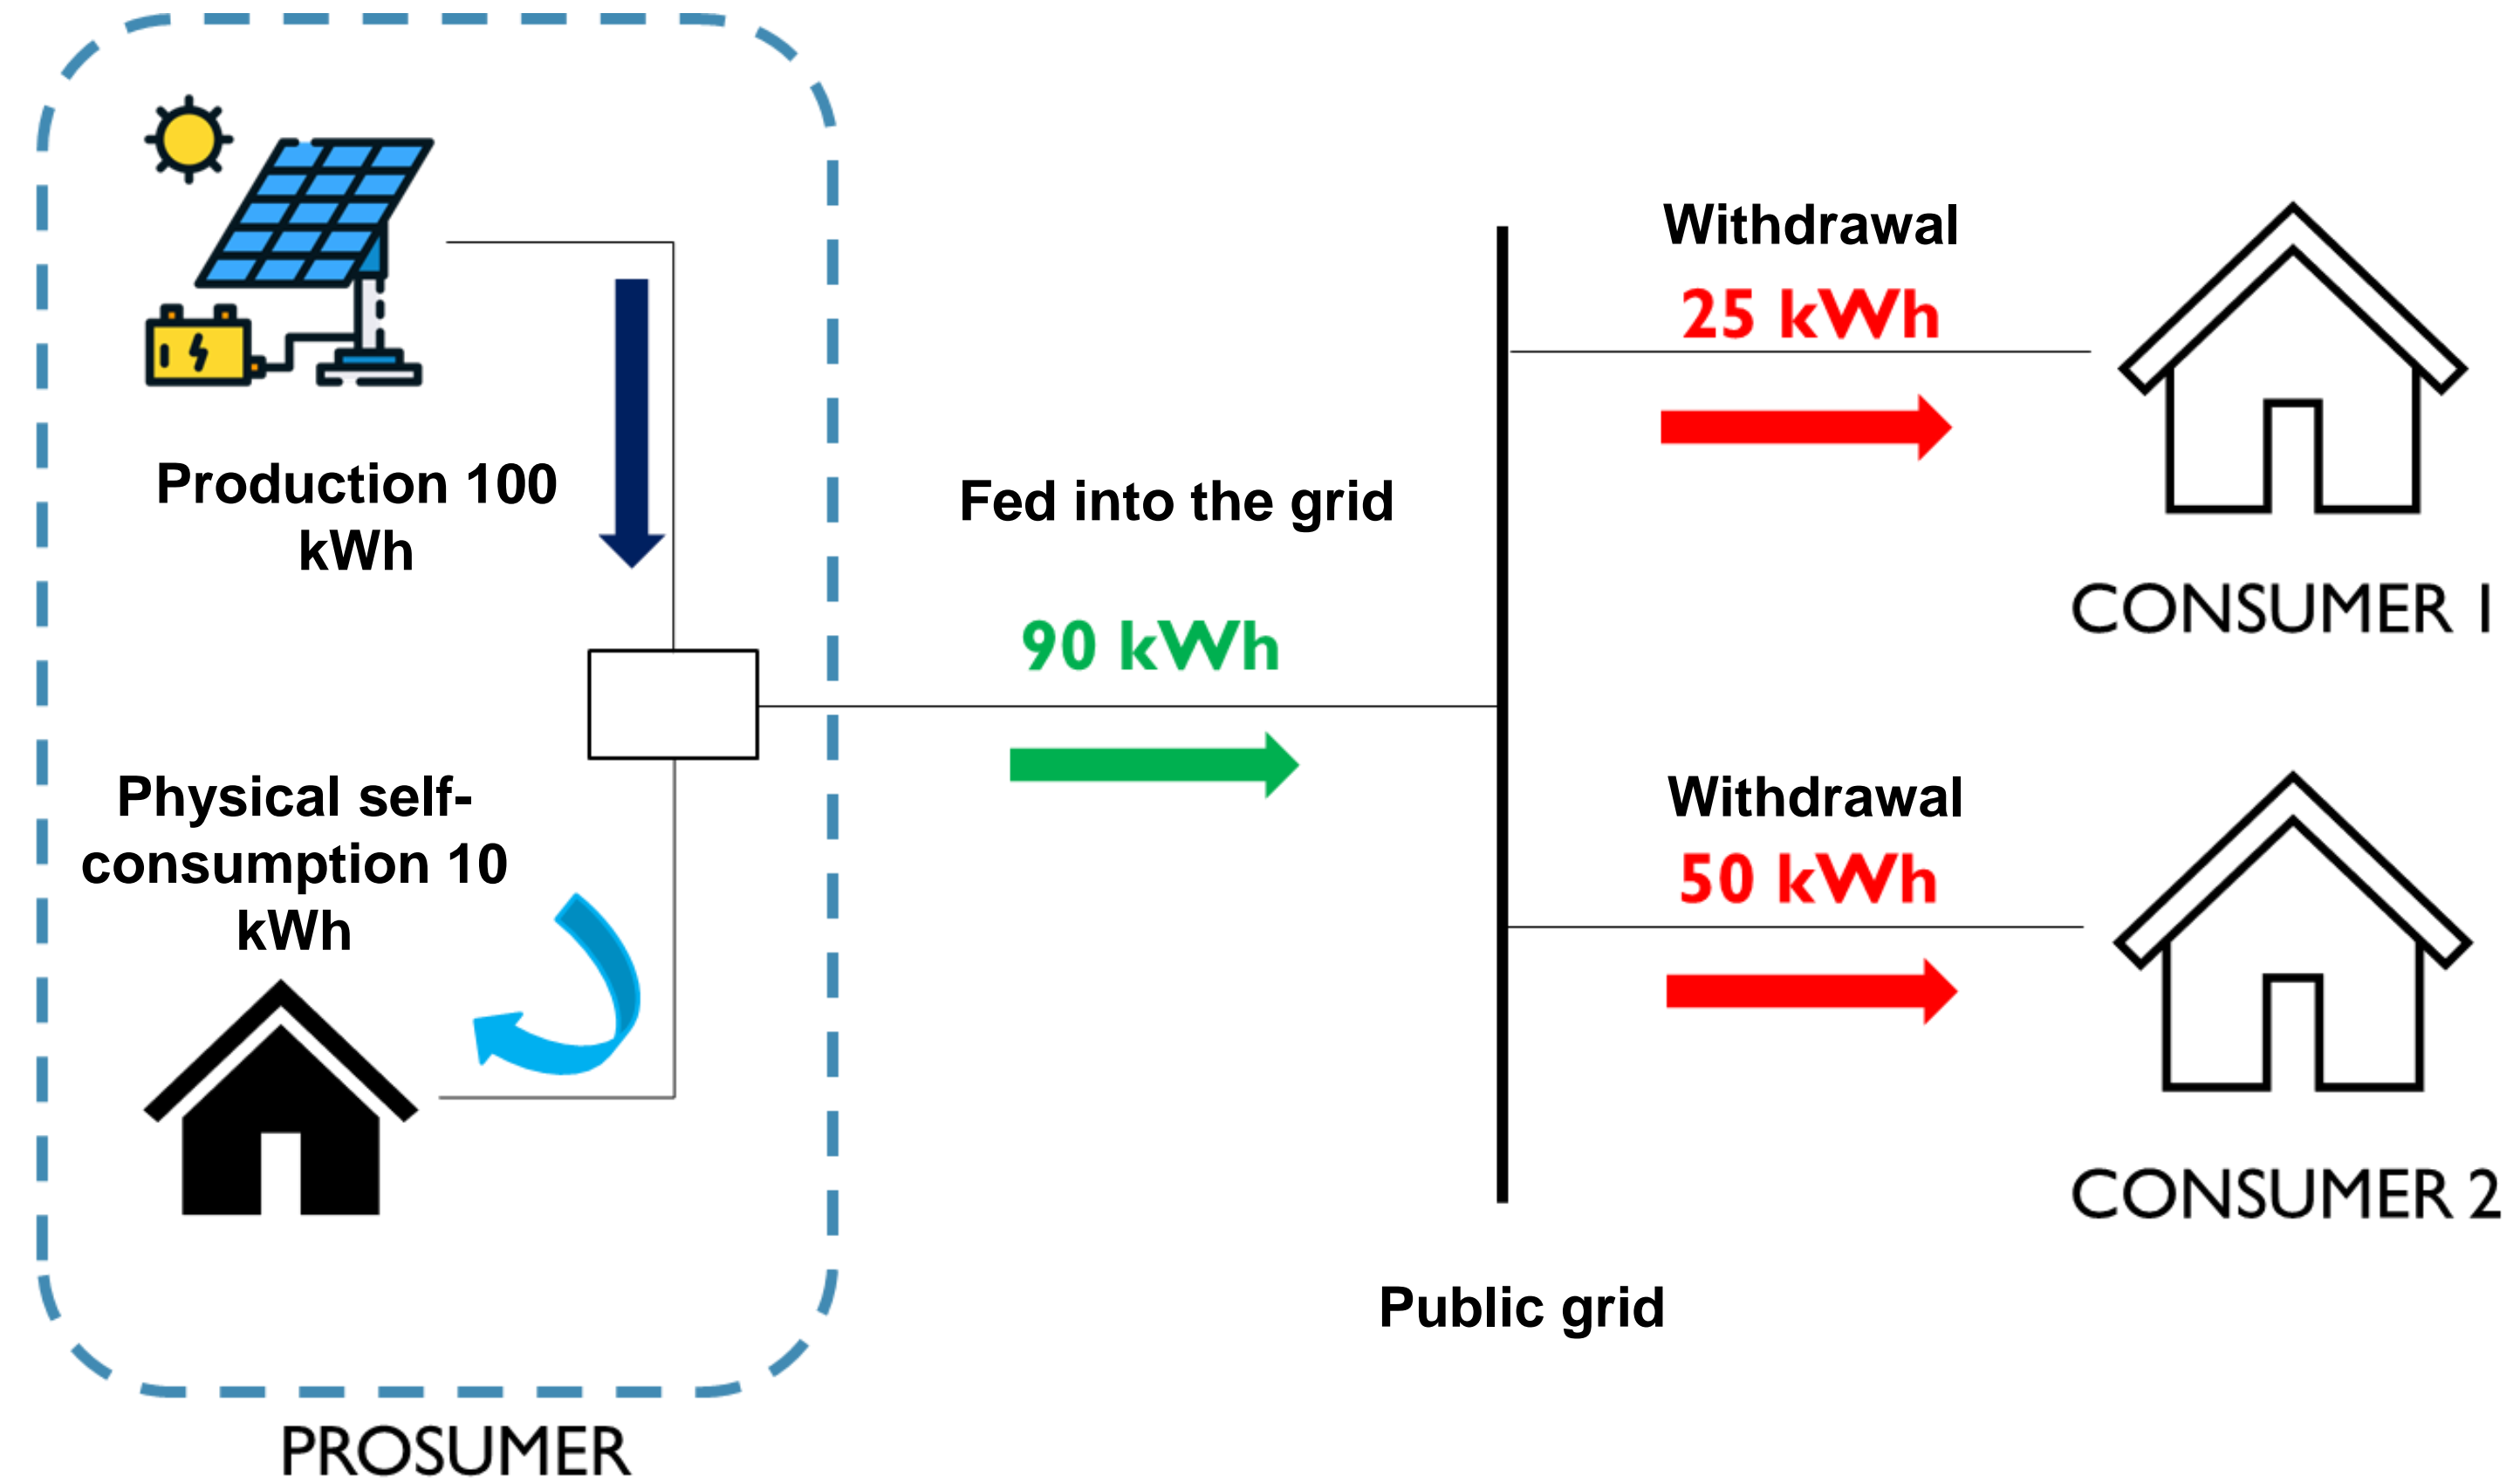 Production 100
kWh
Physical self-
consumption 10
kWh
PROSUMER
Fed into the grid
90 kWh
Public grid
Withdrawal
25 kWh
CONSUMER 1
Withdrawal
50 kWh
CONSUMER 2